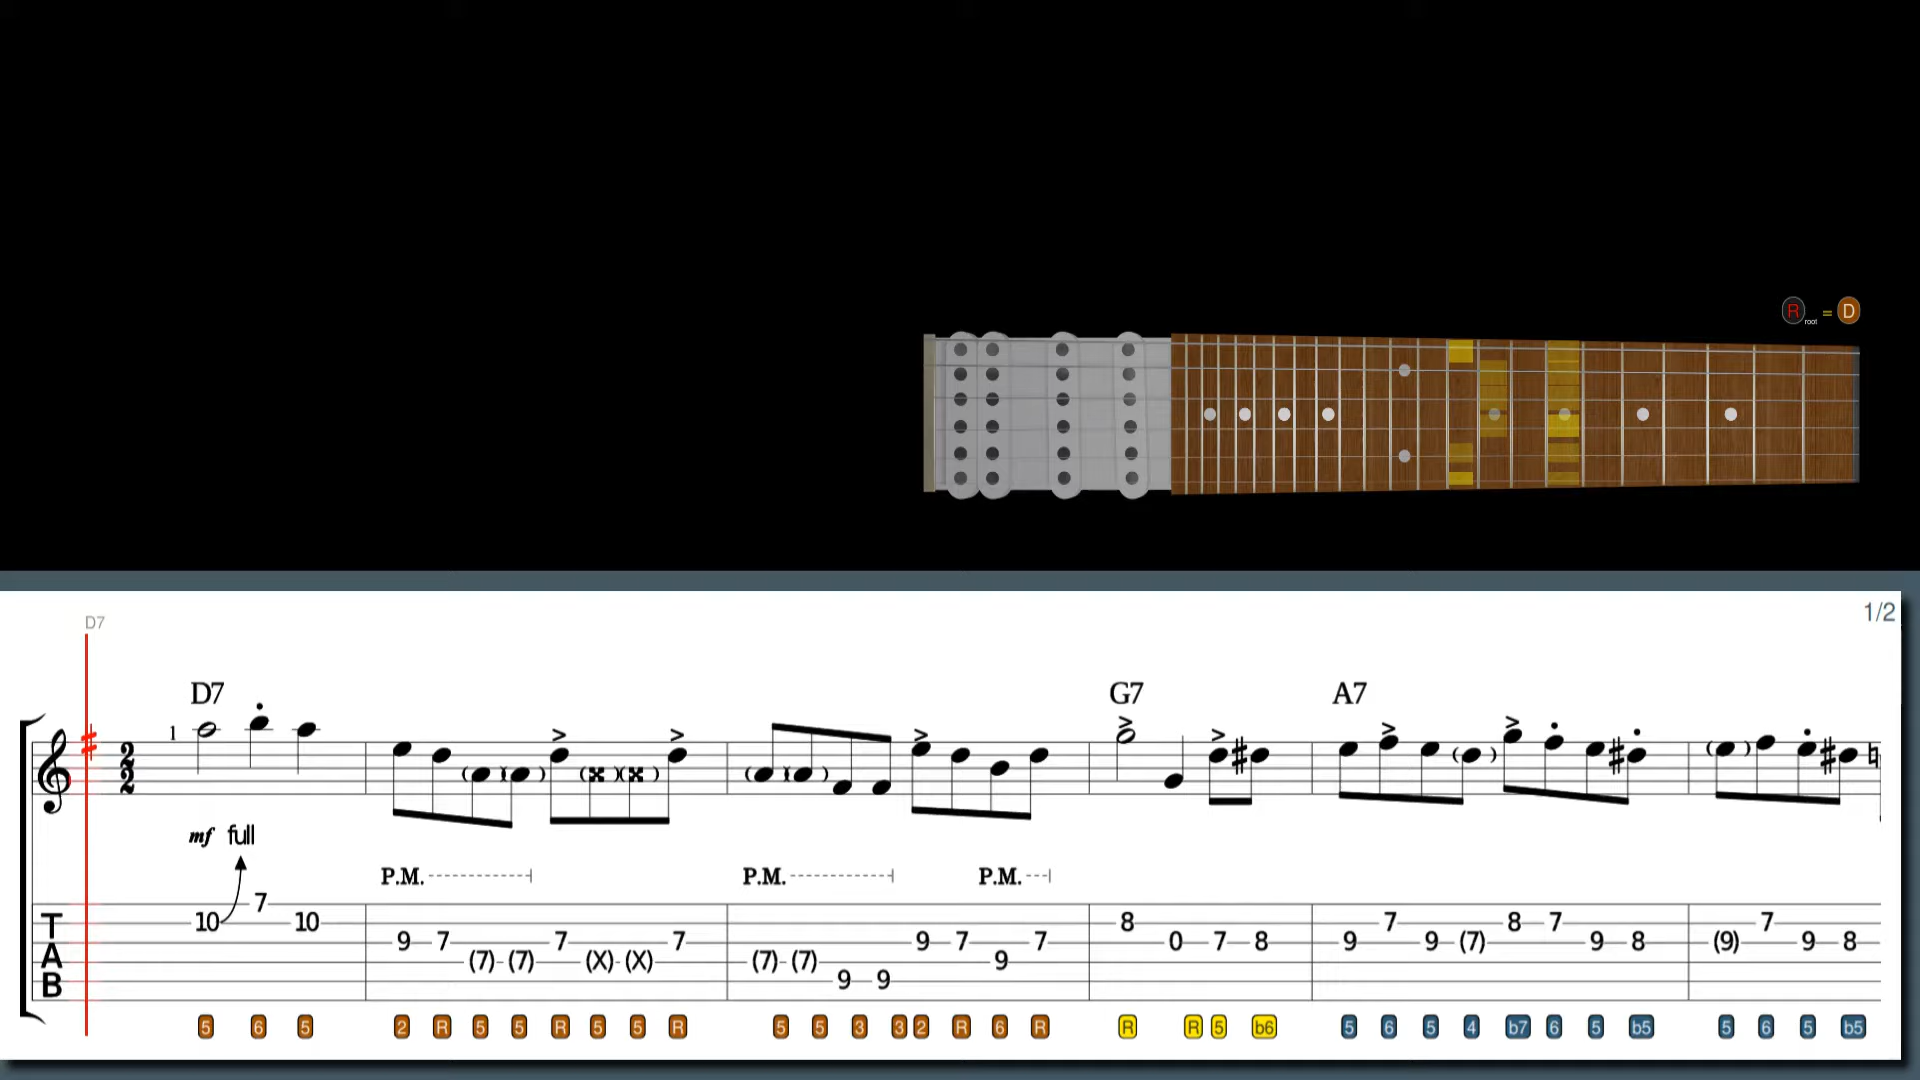 R root = D
1/2
D7
D7 G7 A7
1
2
2
mf full
P.M. P.M. P.M.
7
T 10 10 8 7 8 7 7
A 9 7 7 7 9 7 7 0 7 8 9 9 (7) 9 8 (9) 9 8
(7) (7) (X) (X) (7) (7) 9
B 9 9
5 6 5 2 R 5 5 R 5 5 R 5 5 3 3 2 R 6 R R R 5 b6 5 6 5 4 b7 6 5 b5 5 6 5 b5